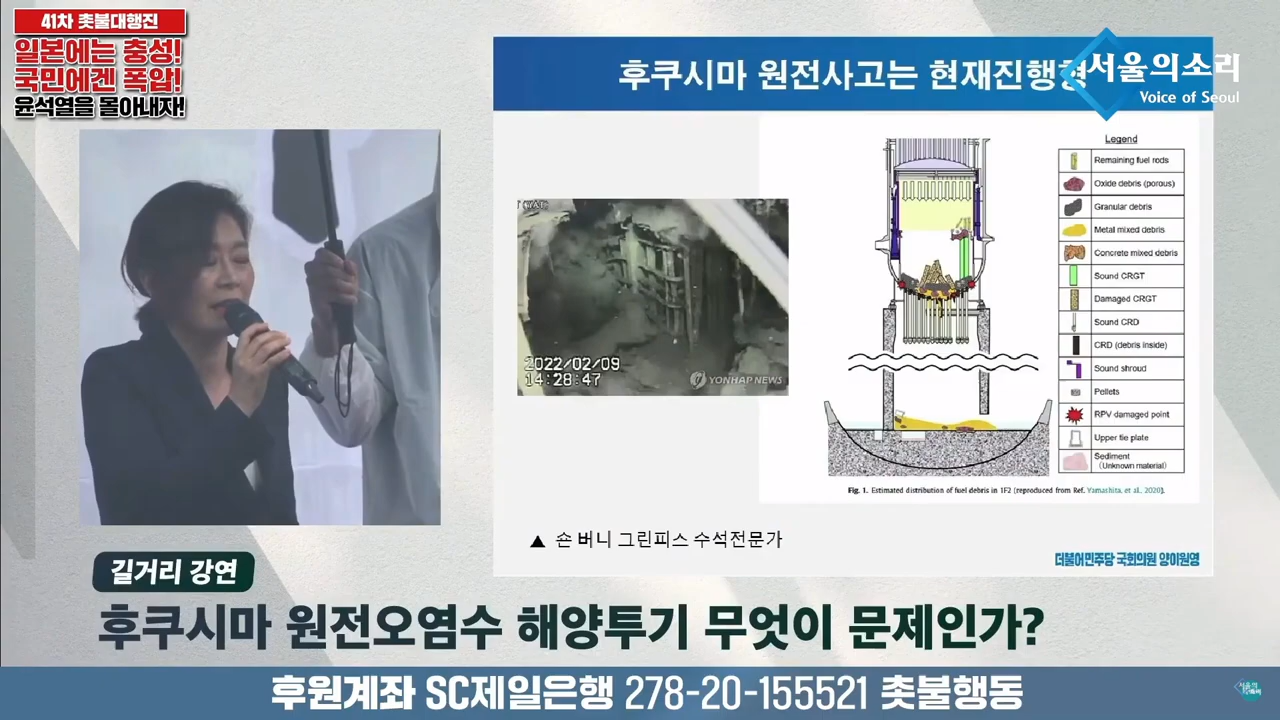 41차 촛불대행진
일본에는 충성!
국민에겐 폭압!
윤석열을 몰아내자!
후쿠시마 원전사고는 현재진행형
서울의소리
Voice of Seoul
2022/02/09
14:28:47
YONHAP NEWS
Legend
Remaining fuel rods
Oxide debris (porous)
Granular debris
Metal mixed debris
Concrete mixed debris
Sound CRGT
Damaged CRGT
Sound CRD
CRD (debris inside)
Sound shroud
Pellets
RPV damaged point
Upper tie plate
Sediment
(Unknown material)
Fig. 1. Estimated distribution of fuel debris in 1F2 (reproduced from Ref. Yamashita, et al., 2020).
▲ 숀 버니 그린피스 수석전문가
더불어민주당 국회의원 양이원영
길거리 강연
후쿠시마 원전오염수 해양투기 무엇이 문제인가?
후원계좌 SC제일은행 278-20-155521 촛불행동